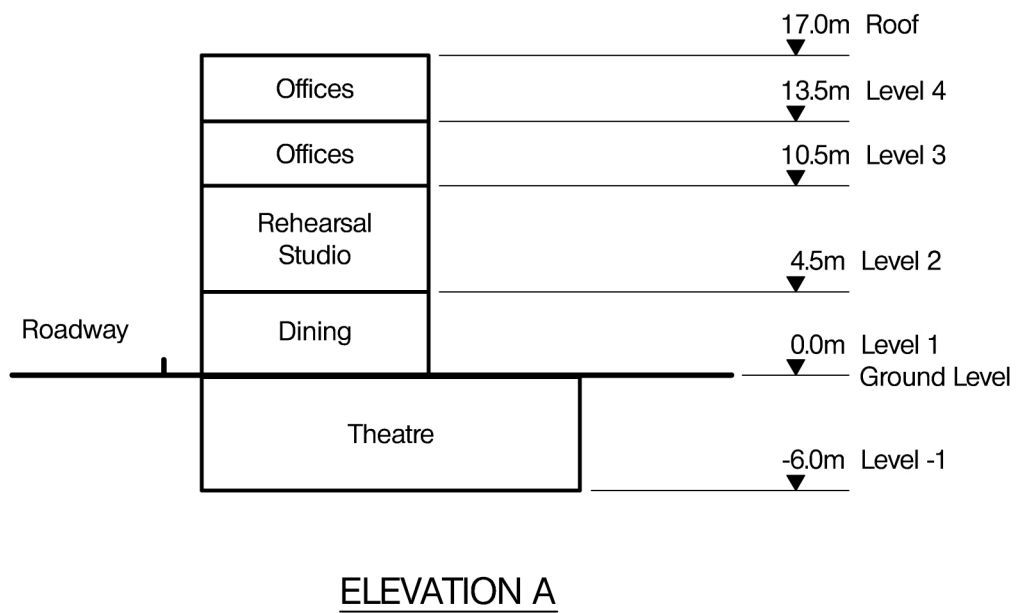 17.0m Roof
Offices
13.5m Level 4
Offices
10.5m Level 3
Rehearsal
Studio
4.5m Level 2
Roadway
Dining
0.0m Level 1
Ground Level
Theatre
-6.0m Level -1
ELEVATION A